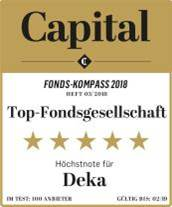 Capital
FONDS-KOMPASS 2018
HEFT 03/2018
Top-Fondsgesellschaft
Höchstnote für
Deka
IM TEST: 100 ANBIETER GÜLTIG BIS: 02/19